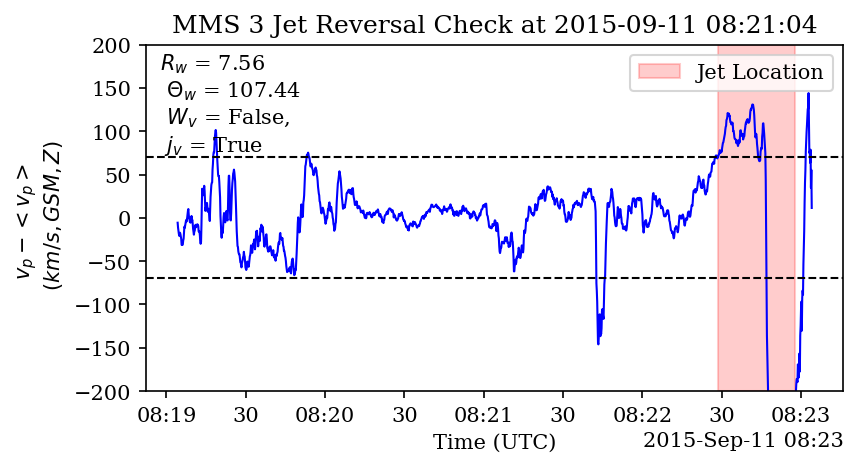 MMS 3 Jet Reversal Check at 2015-09-11 08:21:04
R_w = 7.56
Θ_w = 107.44
W_v = False,
j_v = True
Jet Location
200
150
100
50
0
−50
−100
−150
−200
v_p − < v_p >
(km/s, GSM, Z)
08:19 30 08:20 30 08:21 30 08:22 30 08:23
Time (UTC)
2015-Sep-11 08:23